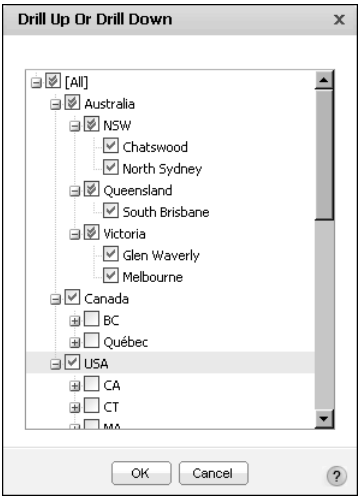 Drill Up Or Drill Down x
[All]
Australia
NSW
Chatswood
North Sydney
Queensland
South Brisbane
Victoria
Glen Waverly
Melbourne
Canada
BC
Québec
USA
CA
CT
MA
OK Cancel ?